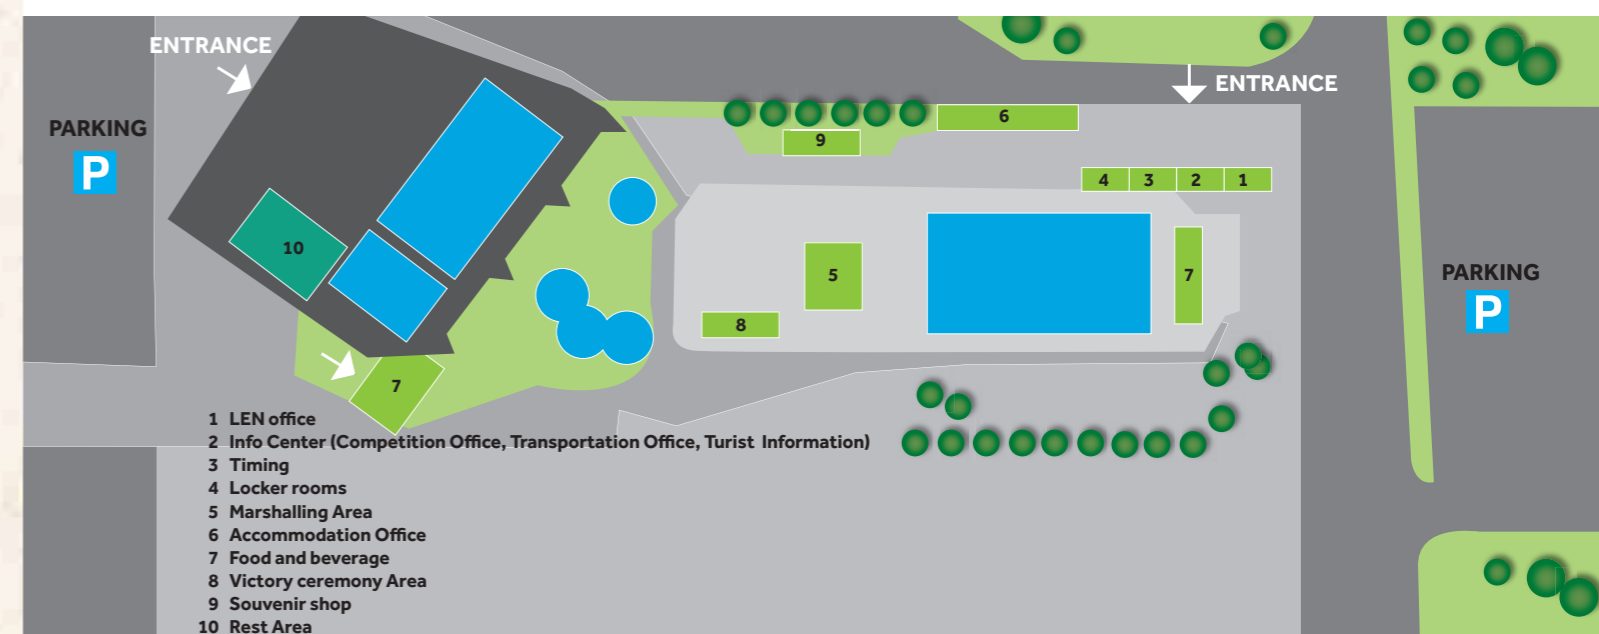 ENTRANCE
ENTRANCE
PARKING
P
6
9
4 3 2 1
10
5
7
PARKING
P
8
7
1 LEN office
2 Info Center (Competition Office, Transportation Office, Turist Information)
3 Timing
4 Locker rooms
5 Marshalling Area
6 Accommodation Office
7 Food and beverage
8 Victory ceremony Area
9 Souvenir shop
10 Rest Area